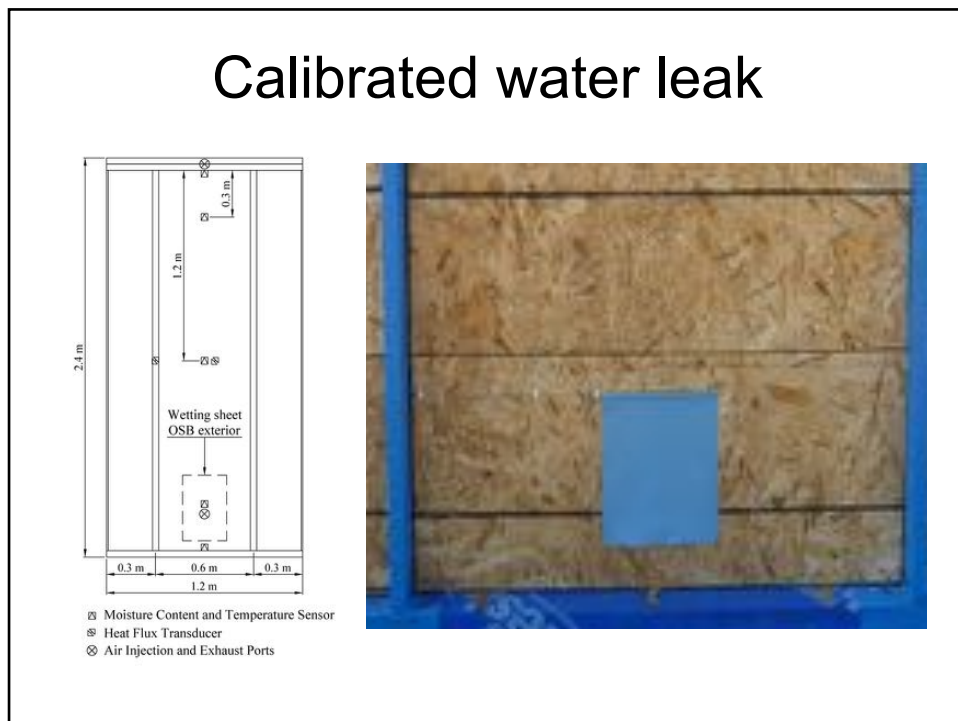 Calibrated water leak
0.3 m
1.2 m
2.4 m
Wetting sheet
OSB exterior
0.3 m 0.6 m 0.3 m
1.2 m
Moisture Content and Temperature Sensor
Heat Flux Transducer
Air Injection and Exhaust Ports